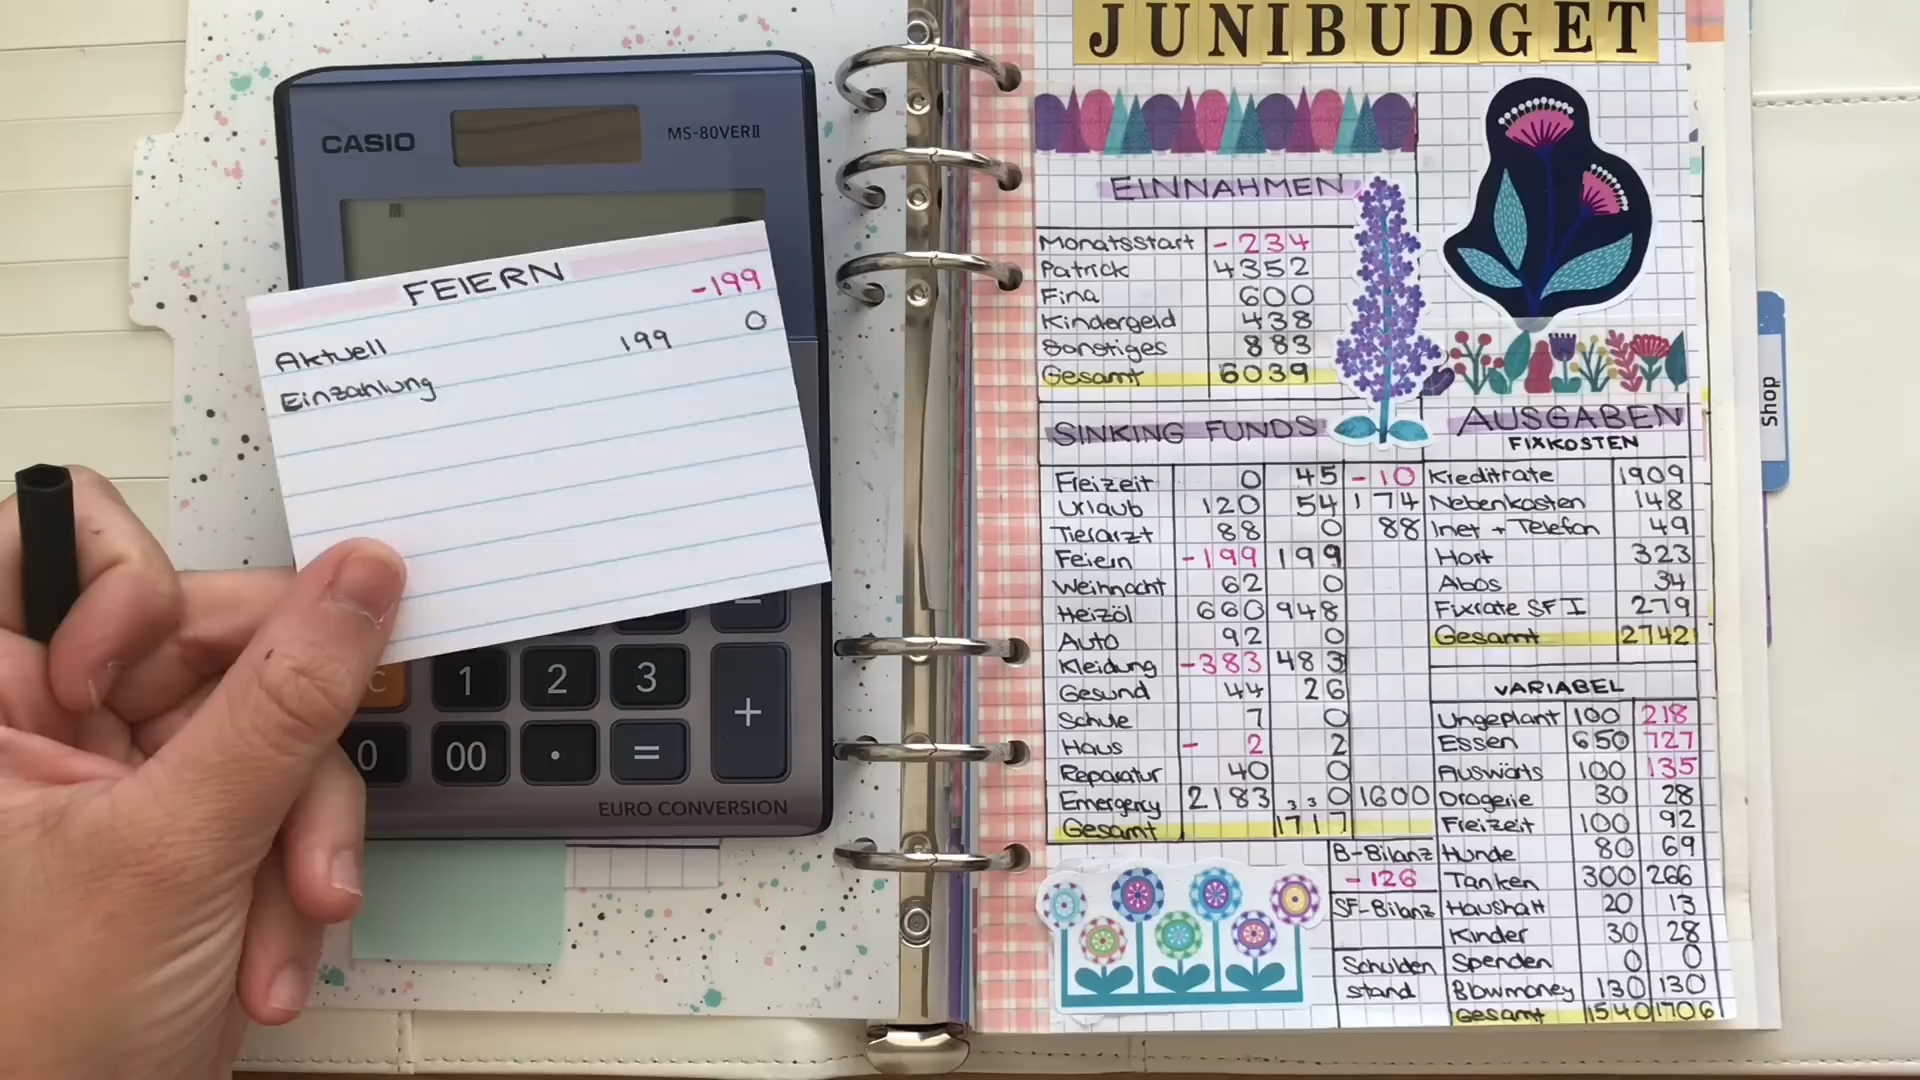 CASIO
MS-80VERII
FEIERN
-199
Aktuell 199 0
Einzahlung
C 1 2 3 +
0 00 · =
EURO CONVERSION
JUNIBUDGET
EINNAHMEN
Monatsstart -234
Patrick 4352
Fina 600
Kindergeld 438
Sonstiges 883
Gesamt 6039
SINKING FUNDS
Freizeit 0 45 -10
Urlaub 120 54 174
Tierarzt 88 0 88
Feiern -199 199
Weihnacht 62 0
Heizöl 660 948
Auto 92 0
Kleidung -383 483
Gesund 44 26
Schule 7 0
Haus - 2 2
Reparatur 40 0
Emergency 2183 330 1600
Gesamt 1717
B-Bilanz
-126
SF-Bilanz
Schulden
stand
AUSGABEN
FIXKOSTEN
Kreditrate 1909
Nebenkosten 148
Inet + Telefon 49
Hort 323
Abos 34
Fixrate SF I 279
Gesamt 2742
VARIABEL
Ungeplant 100 218
Essen 650 727
Auswärts 100 135
Drogerie 30 28
Freizeit 100 92
Hunde 80 69
Tanken 300 266
Haushalt 20 13
Kinder 30 28
Spenden 0 0
Blowmoney 130 130
Gesamt 1540 1706
Shop